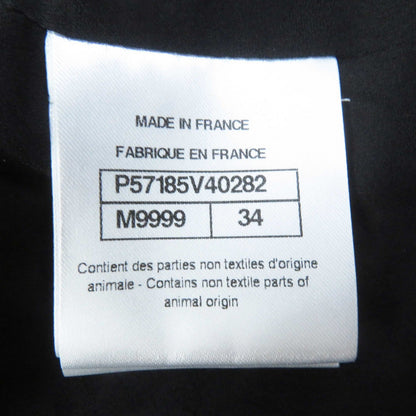 MADE IN FRANCE
FABRIQUE EN FRANCE
P57185V40282
M9999 34
Contient des parties non textiles d'origine
animale - Contains non textile parts of
animal origin